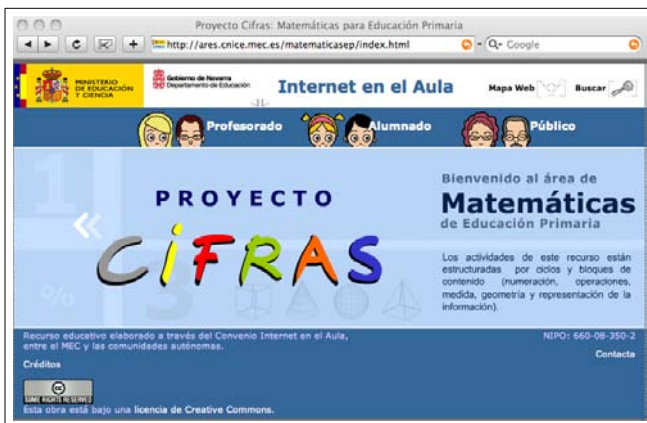 Proyecto Cifras: Matemáticas para Educación Primaria
http://ares.cnice.mec.es/matematicasep/index.html
Google
MINISTERIO
DE EDUCACIÓN
Y CIENCIA
Gobierno de Navarra
Departamento de Educación
Internet en el Aula
Mapa Web
Buscar
Profesorado
Alumnado
Público
1
%
3
PROYECTO
CiFRAS
Bienvenido al área de
Matemáticas
de Educación Primaria
Los actividades de este recurso están
estructuradas por ciclos y bloques de
contenido (numeración, operaciones,
medida, geometría y representación de la
información).
Recurso educativo elaborado a través del Convenio Internet en el Aula,
entre el MEC y las comunidades autónomas.
NIPO: 660-08-350-2
Contacta
Créditos
cc
SOME RIGHTS RESERVED
Esta obra está bajo una licencia de Creative Commons.